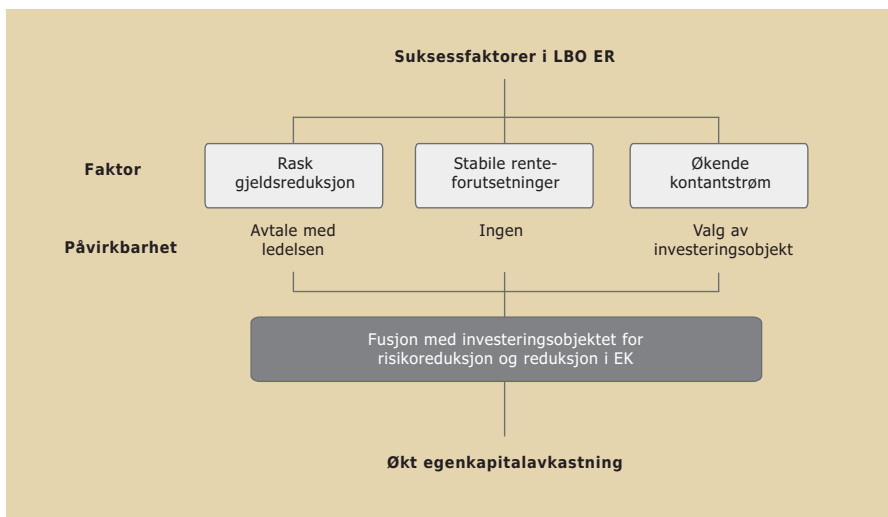 Suksessfaktorer i LBO ER
Faktor
Rask
gjeldsreduksjon
Stabile rente-
forutsetninger
Økende
kontantstrøm
Påvirkbarhet
Avtale med
ledelsen
Ingen
Valg av
investeringsobjekt
Fusjon med investeringsobjektet for
risikoreduksjon og reduksjon i EK
Økt egenkapitalavkastning